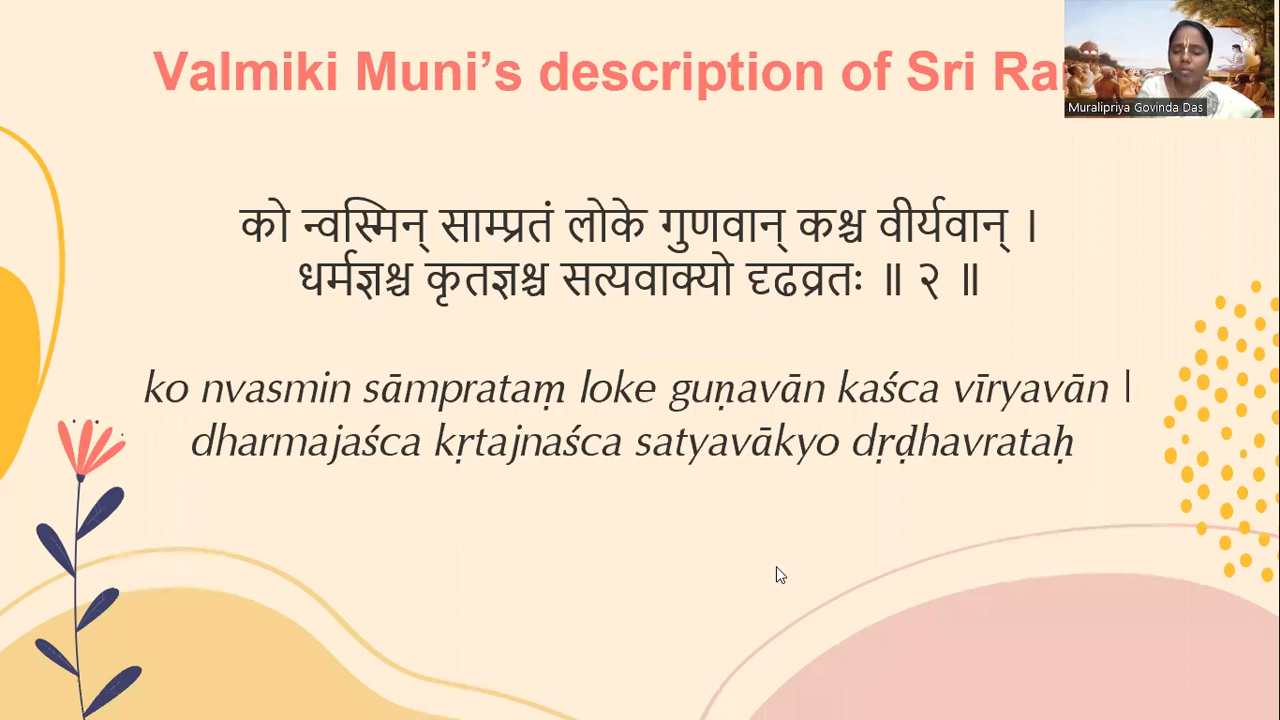 Valmiki Muni's description of Sri
Muralipriya Govinda Das
को न्वस्मिन् साम्प्रतं लोके गुणवान् कश्च वीर्यवान् ।
धर्मज्ञश्च कृतज्ञश्च सत्यवाक्यो दृढव्रतः ॥ २ ॥
ko nvasmin sāmprataṃ loke guṇavān kaśca vīryavān |
dharmajaśca kṛtajnaśca satyavākyo dṛḍhavrataḥ